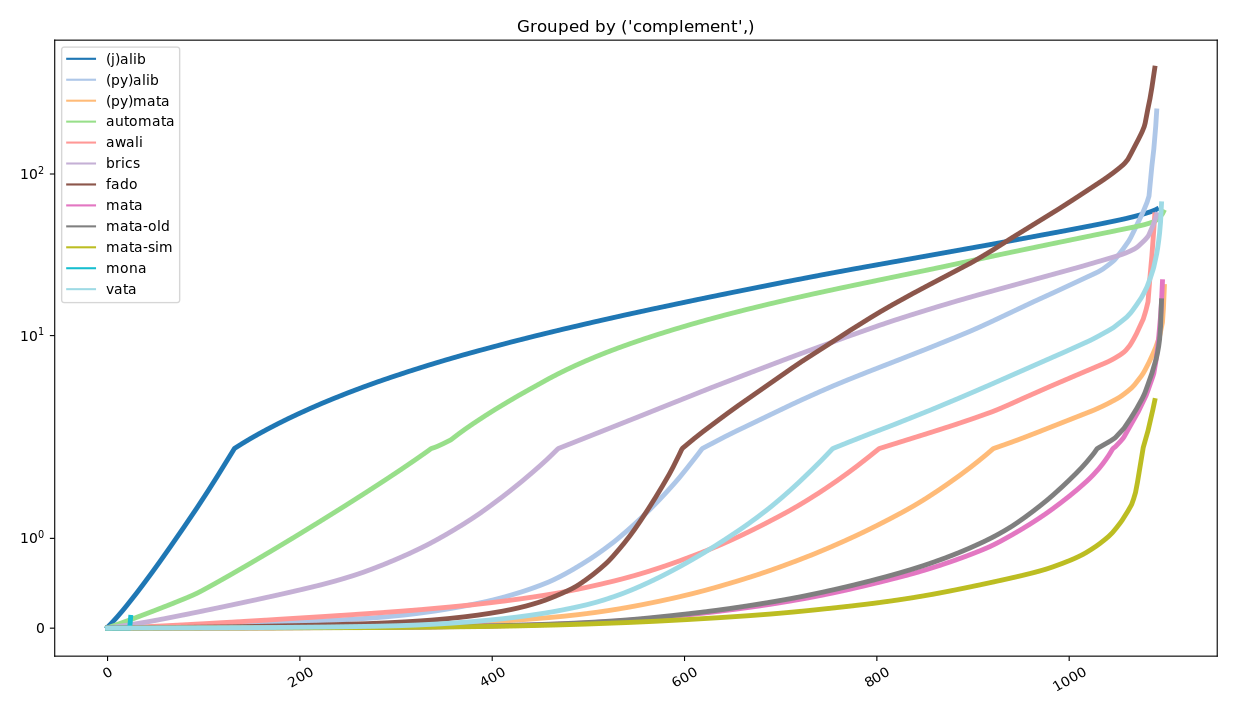 Grouped by ('complement',)
(j)alib
(py)alib
(py)mata
automata
awali
brics
fado
mata
mata-old
mata-sim
mona
vata
10²
10¹
10⁰
0
0 200 400 600 800 1000